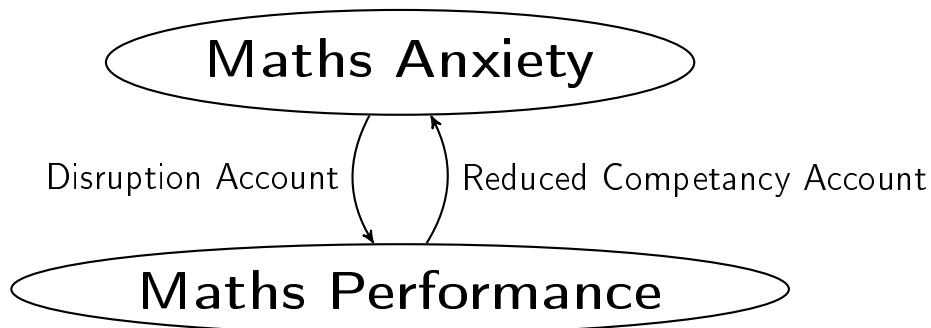 Maths Anxiety
Disruption Account
Reduced Competancy Account
Maths Performance